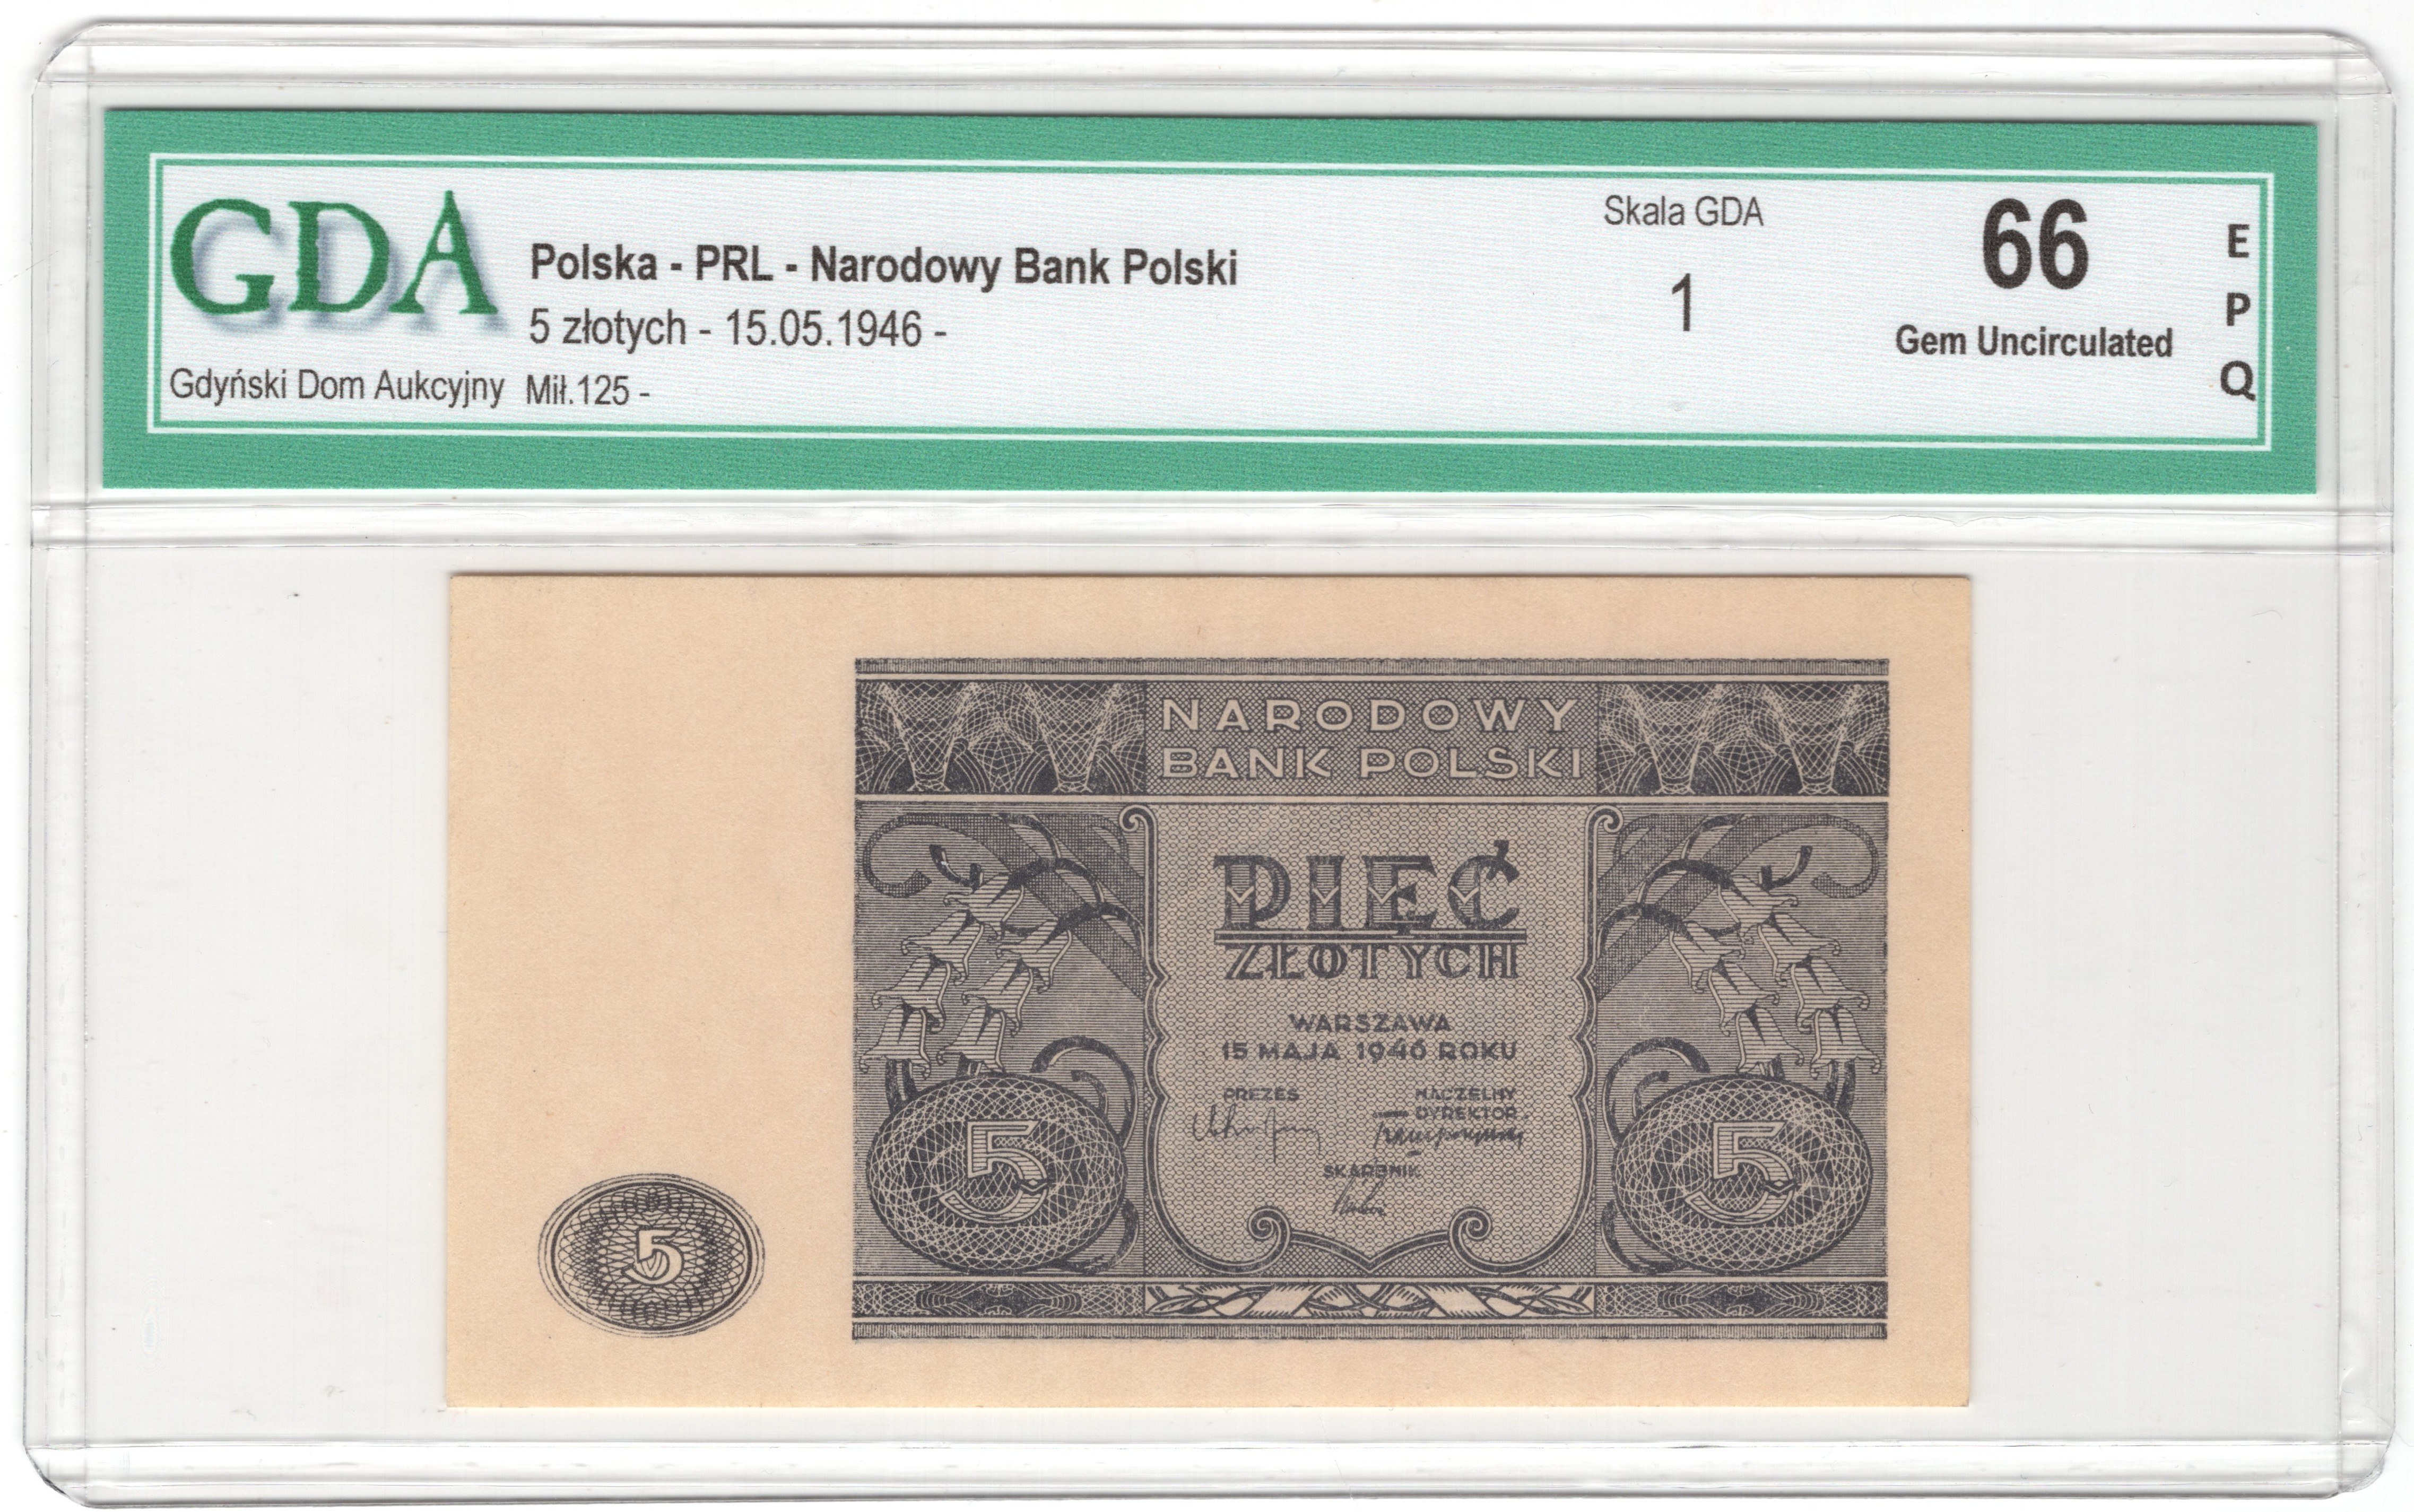 GDA
Gdyński Dom Aukcyjny
Polska - PRL - Narodowy Bank Polski
5 złotych - 15.05.1946 -
Mił.125 -
Skala GDA
1
66
Gem Uncirculated
E
P
Q
NARODOWY
BANK POLSKI
PIĘĆ
ZŁOTYCH
WARSZAWA
15 MAJA 1946 ROKU
PREZES
NACZELNY
DYREKTOR
SKARBNIK
5
5
5